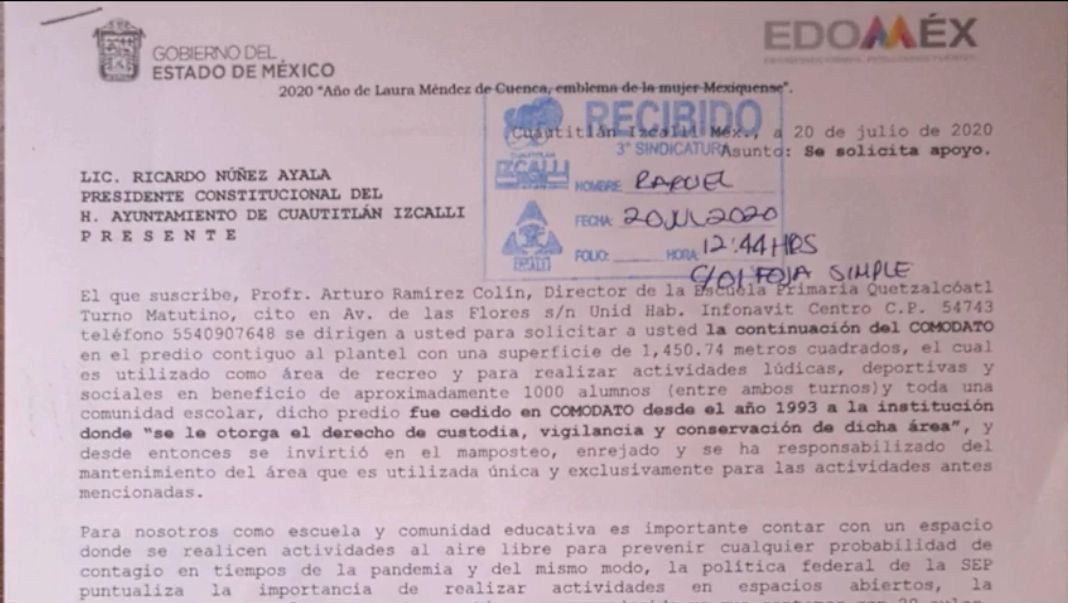 GOBIERNO DEL
ESTADO DE MÉXICO
EDOMÉX
2020 "Año de Laura Méndez de Cuenca, emblema de la mujer Mexiquense".
RECIBIDO
Cuautitlán Izcalli Méx., a 20 de julio de 2020
3ª SINDICATURA
Asunto: Se solicita apoyo.
CUAUTITLÁN
IZCALLI
NOMBRE RAQUEL
FECHA: 20 JUL 2020
FOLIO: HORA: 12:44 HRS
C/01 FOJA SIMPLE
LIC. RICARDO NÚÑEZ AYALA
PRESIDENTE CONSTITUCIONAL DEL
H. AYUNTAMIENTO DE CUAUTITLÁN IZCALLI
P R E S E N T E
El que suscribe, Profr. Arturo Ramírez Colín, Director de la Escuela Primaria Quetzalcóatl
Turno Matutino, cito en Av. de las Flores s/n Unid Hab. Infonavit Centro C.P. 54743
teléfono 5540907648 se dirigen a usted para solicitar a usted la continuación del COMODATO
en el predio contiguo al plantel con una superficie de 1,450.74 metros cuadrados, el cual
es utilizado como área de recreo y para realizar actividades lúdicas, deportivas y
sociales en beneficio de aproximadamente 1000 alumnos (entre ambos turnos)y toda una
comunidad escolar, dicho predio fue cedido en COMODATO desde el año 1993 a la institución
donde "se le otorga el derecho de custodia, vigilancia y conservación de dicha área", y
desde entonces se invirtió en el mamposteo, enrejado y se ha responsabilizado del
mantenimiento del área que es utilizada única y exclusivamente para las actividades antes
mencionadas.
Para nosotros como escuela y comunidad educativa es importante contar con un espacio
donde se realicen actividades al aire libre para prevenir cualquier probabilidad de
contagio en tiempos de la pandemia y del mismo modo, la política federal de la SEP
puntualiza la importancia de realizar actividades en espacios abiertos, la